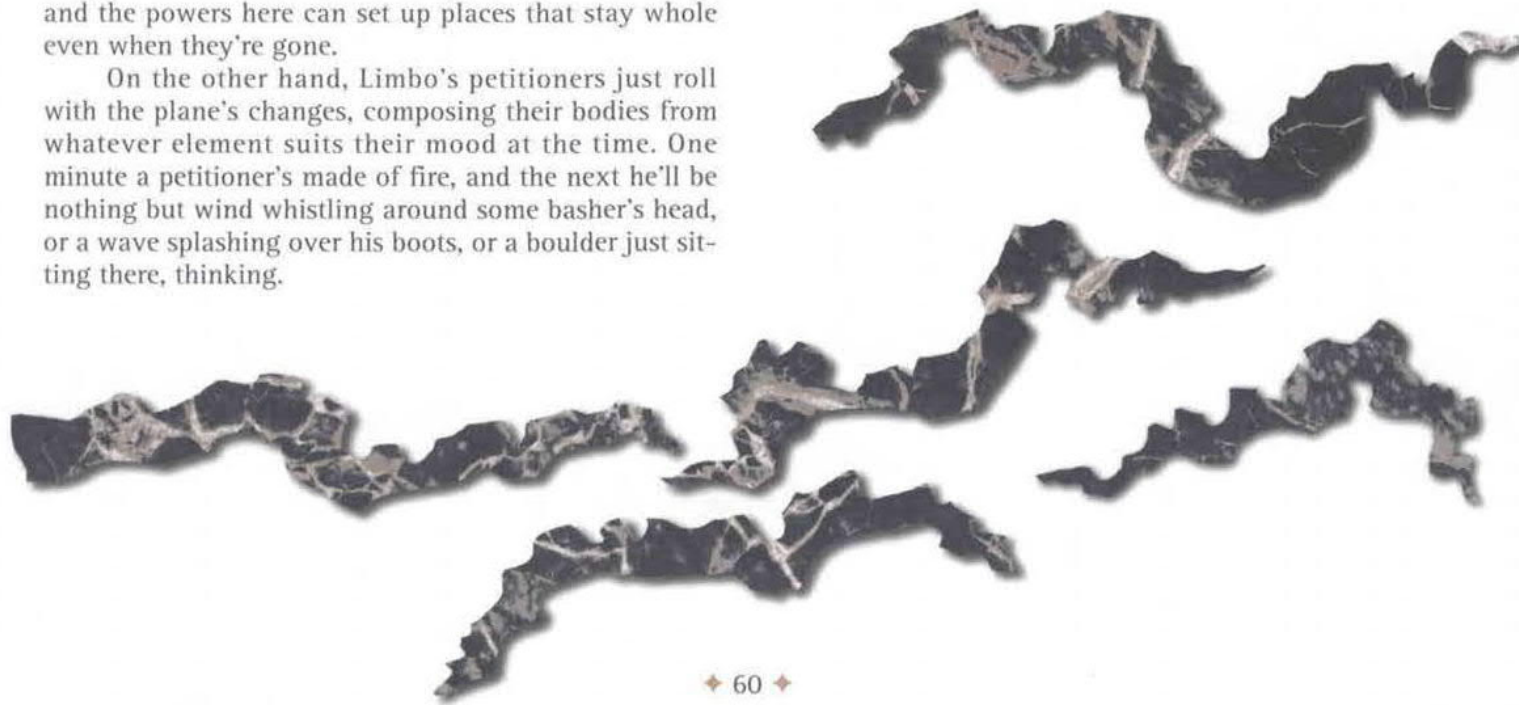 and the powers here can set up places that stay whole
even when they're gone.
On the other hand, Limbo's petitioners just roll
with the plane's changes, composing their bodies from
whatever element suits their mood at the time. One
minute a petitioner's made of fire, and the next he'll be
nothing but wind whistling around some basher's head,
or a wave splashing over his boots, or a boulder just sit-
ting there, thinking.
60